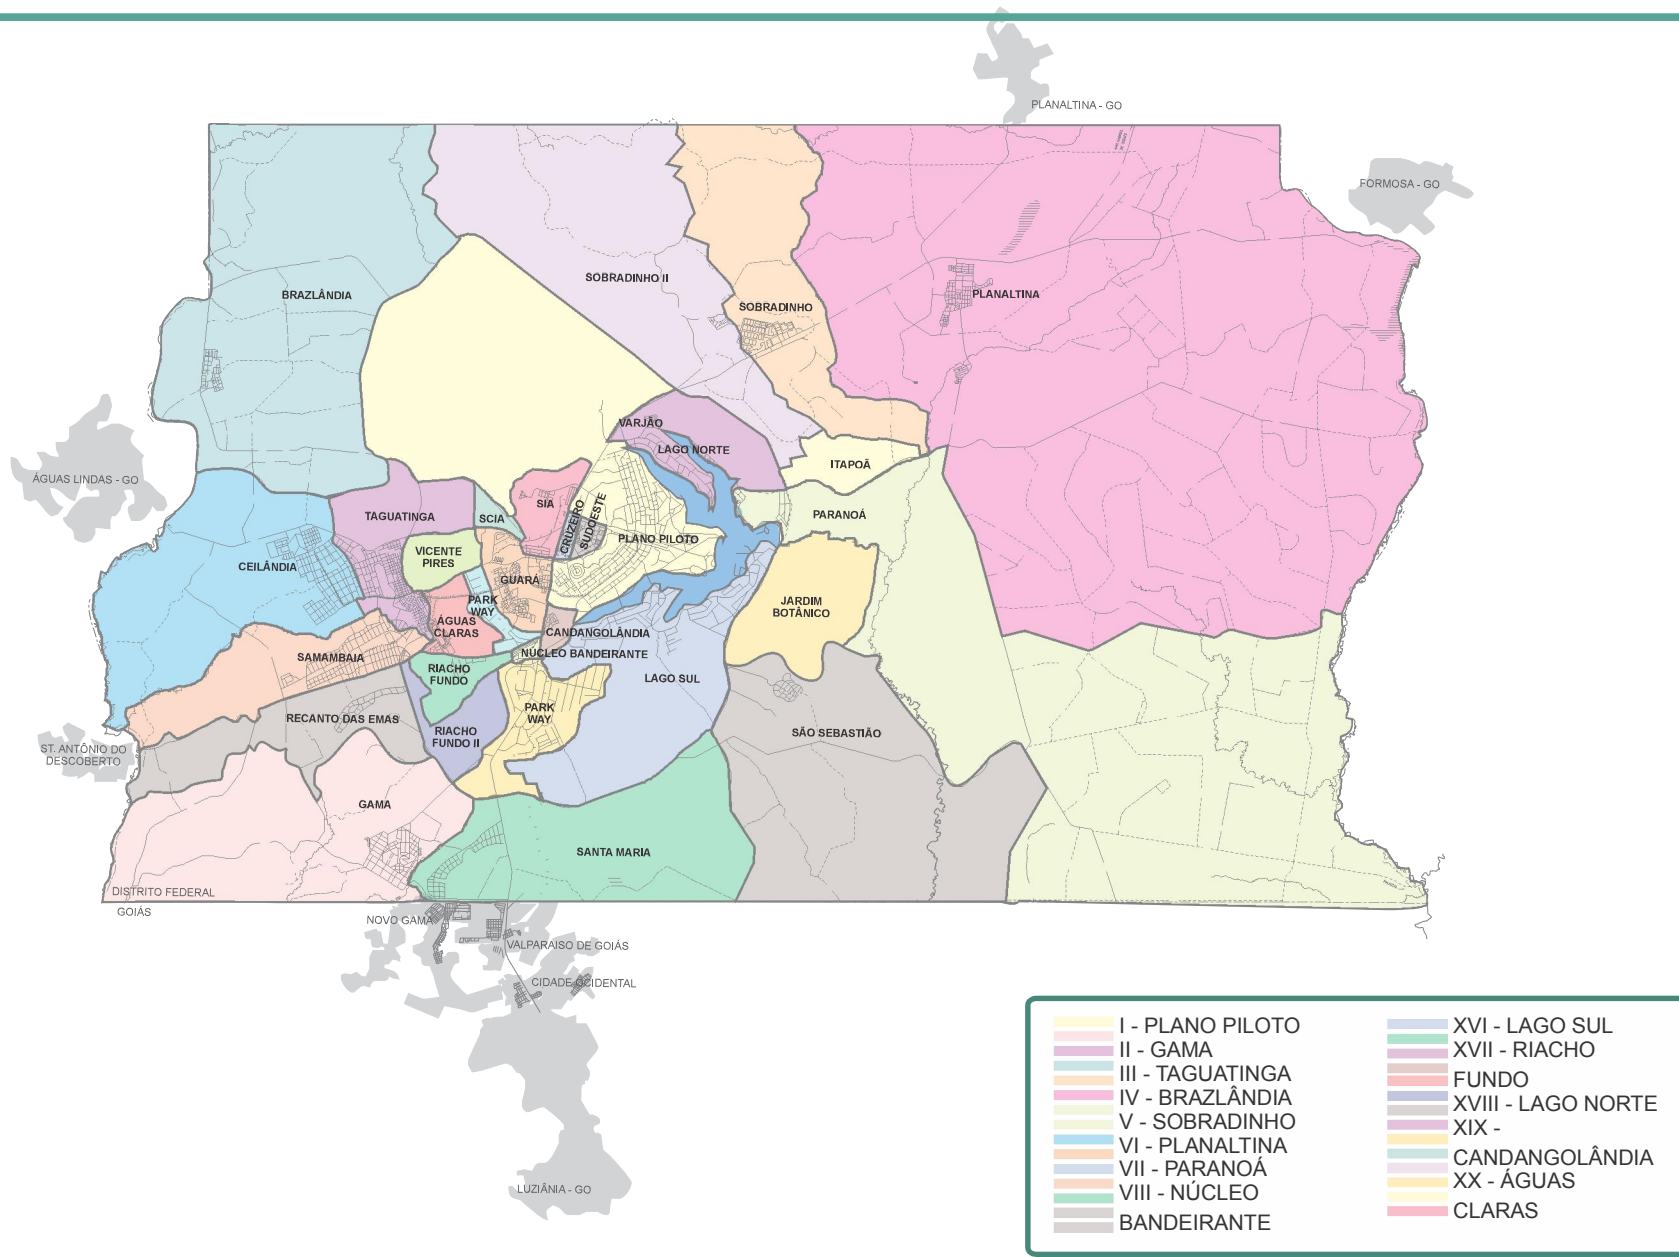 PLANALTINA - GO
FORMOSA - GO
BRAZLÂNDIA
SOBRADINHO II
SOBRADINHO
PLANALTINA
VARJÃO
LAGO NORTE
ITAPOÃ
ÁGUAS LINDAS - GO
TAGUATINGA
SCIA
SIA
CRUZEIRO
SUDOESTE
PLANO PILOTO
PARANOÁ
VICENTE
PIRES
CEILÂNDIA
GUARÁ
PARK
WAY
ÁGUAS
CLARAS
JARDIM
BOTÂNICO
CANDANGOLÂNDIA
NÚCLEO BANDEIRANTE
SAMAMBAIA
RIACHO
FUNDO
LAGO SUL
RECANTO DAS EMAS
PARK
WAY
RIACHO
FUNDO II
SÃO SEBASTIÃO
ST. ANTÔNIO DO
DESCOBERTO
GAMA
SANTA MARIA
DISTRITO FEDERAL
GOIÁS
NOVO GAMA
VALPARAISO DE GOIÁS
CIDADE OCIDENTAL
LUZIÂNIA - GO
I - PLANO PILOTO
II - GAMA
III - TAGUATINGA
IV - BRAZLÂNDIA
V - SOBRADINHO
VI - PLANALTINA
VII - PARANOÁ
VIII - NÚCLEO
BANDEIRANTE
XVI - LAGO SUL
XVII - RIACHO
FUNDO
XVIII - LAGO NORTE
XIX -
CANDANGOLÂNDIA
XX - ÁGUAS
CLARAS